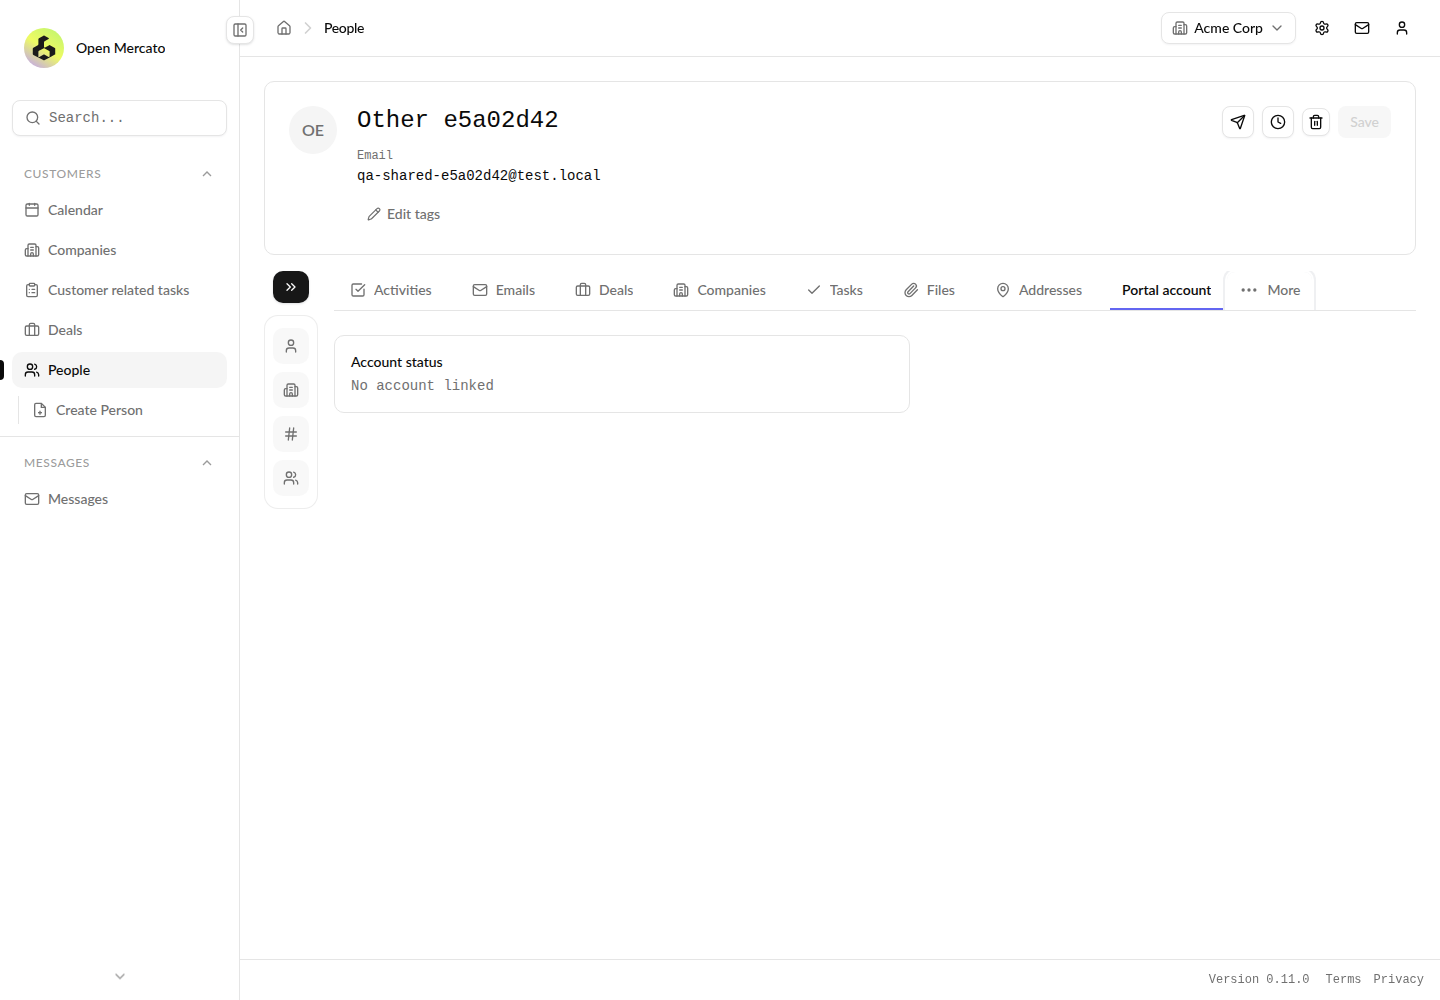 Open Mercato
Search...
CUSTOMERS
Calendar
Companies
Customer related tasks
Deals
People
Create Person
MESSAGES
Messages
People
Acme Corp
OE
Other e5a02d42
Email
qa-shared-e5a02d42@test.local
Edit tags
Save
Activities
Emails
Deals
Companies
Tasks
Files
Addresses
Portal account
More
Account status
No account linked
Version 0.11.0
Terms
Privacy